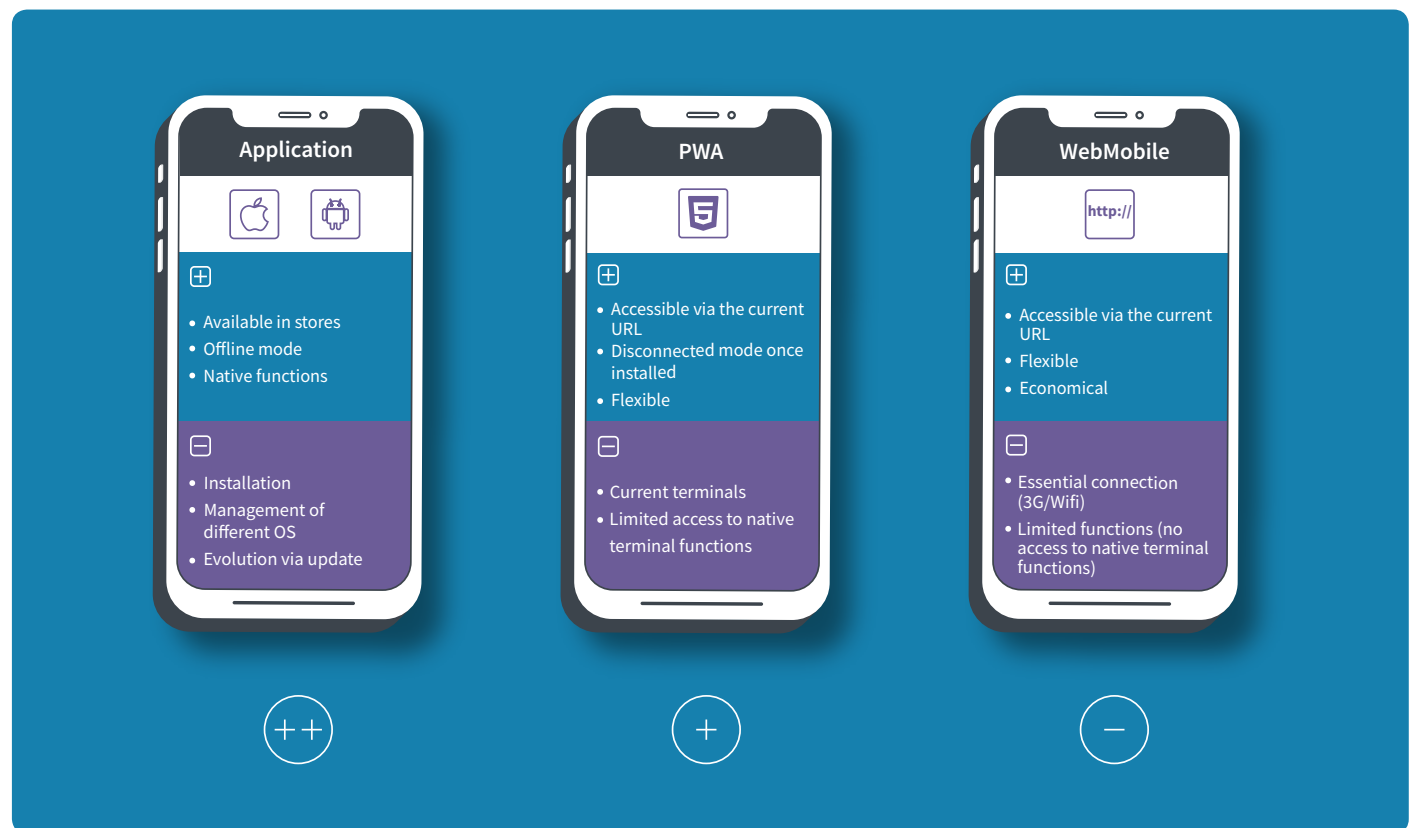 Application
Available in stores
Offline mode
Native functions
Installation
Management of
different OS
Evolution via update
PWA
Accessible via the current
URL
Disconnected mode once
installed
Flexible
Current terminals
Limited access to native
terminal functions
WebMobile
http://
Accessible via the current
URL
Flexible
Economical
Essential connection
(3G/Wifi)
Limited functions (no
access to native terminal
functions)
++
+
−